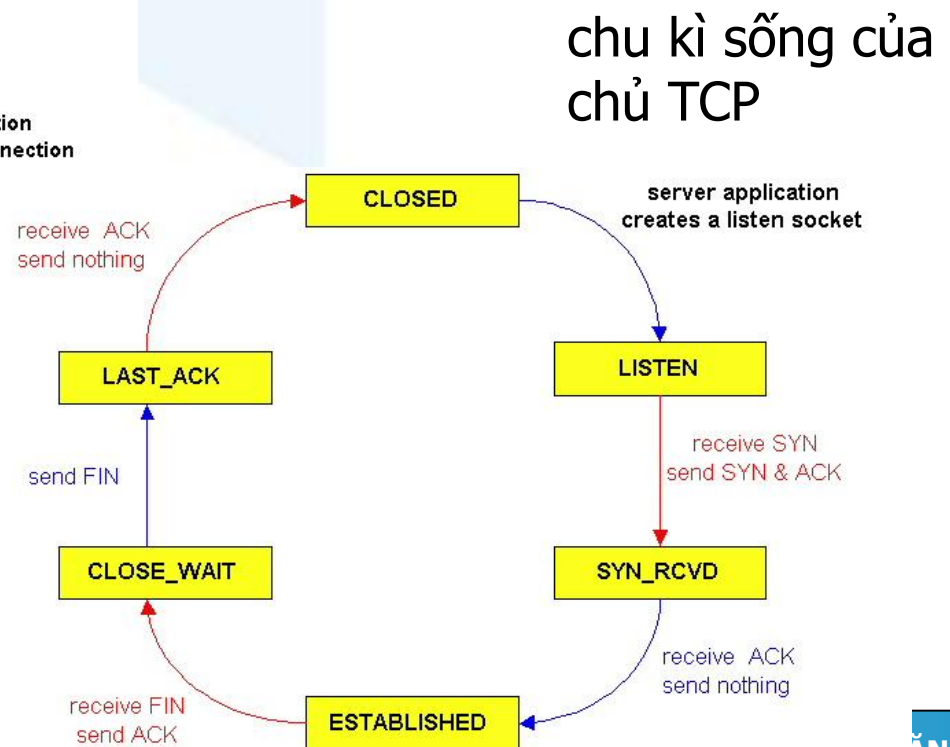 chu kì sống của
chủ TCP
nection
CLOSED
server application
creates a listen socket
receive ACK
send nothing
LAST_ACK
LISTEN
receive SYN
send SYN & ACK
send FIN
CLOSE_WAIT
SYN_RCVD
receive ACK
send nothing
receive FIN
send ACK
ESTABLISHED